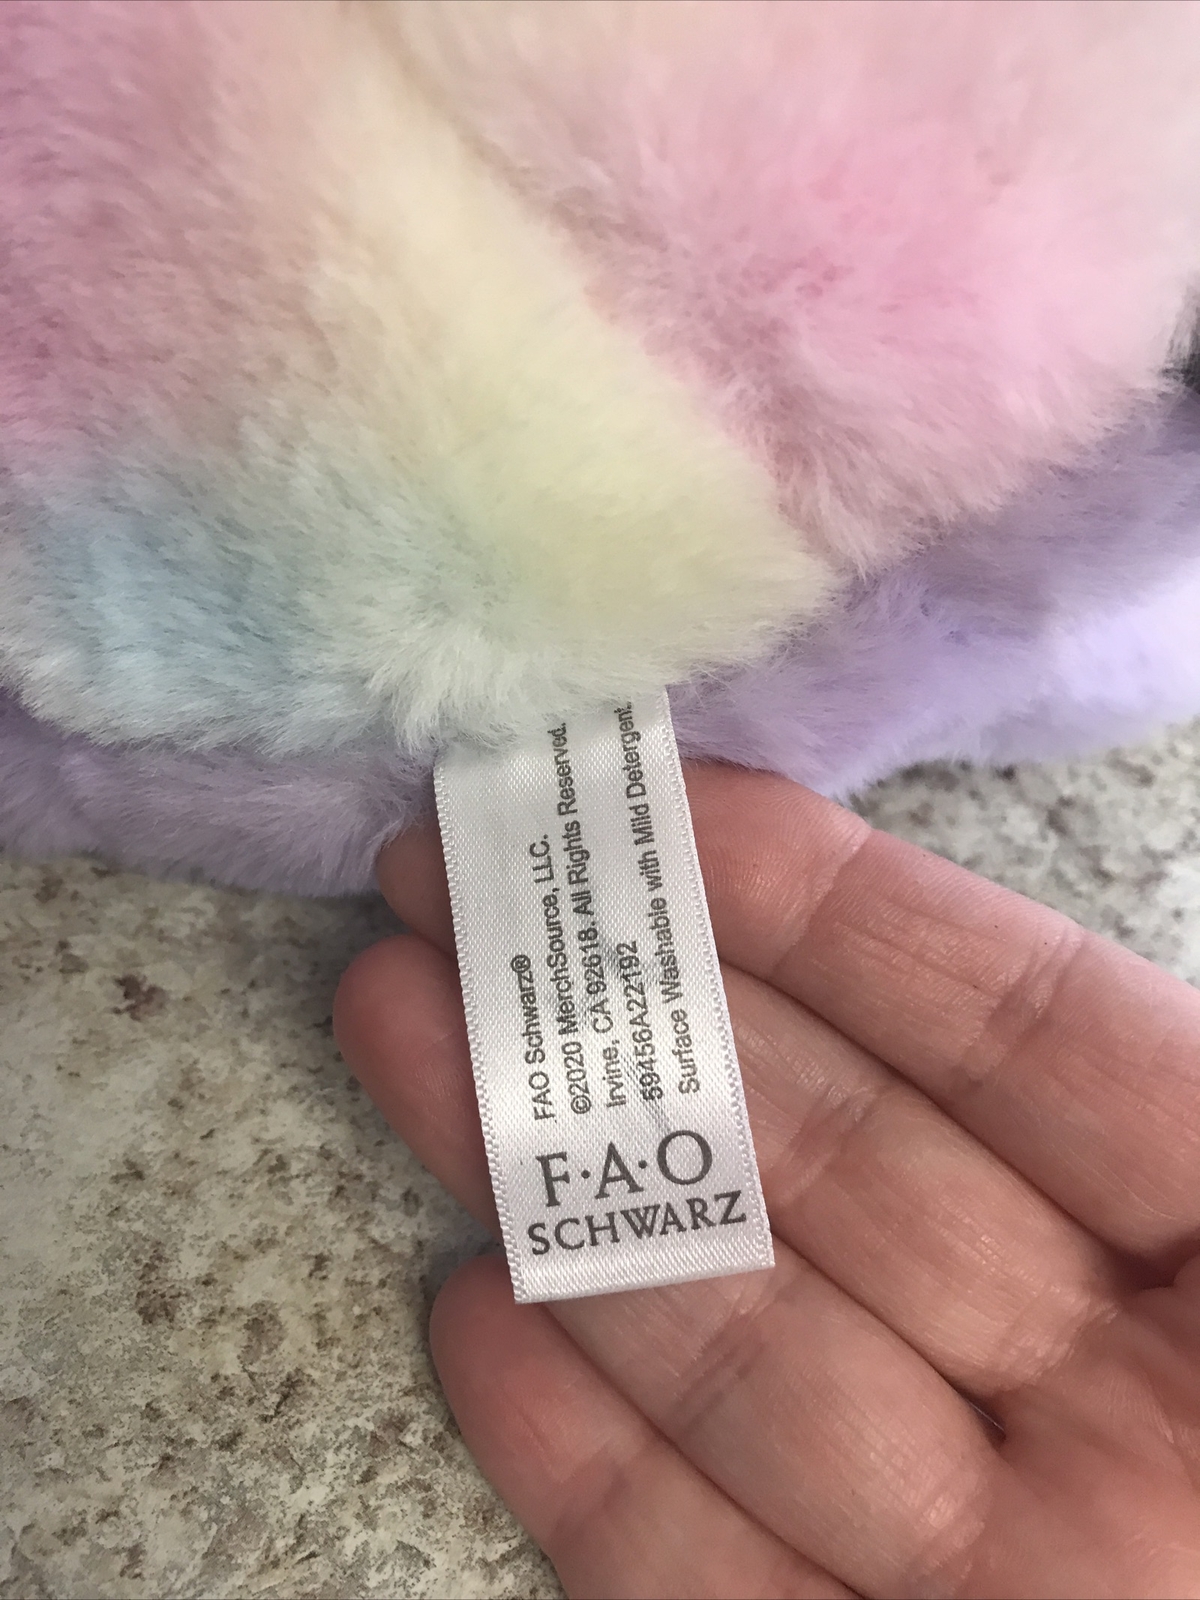 FAO Schwarz®
©2020 MerchSource, LLC.
Irvine, CA 92618. All Rights Reserved.
59456A22192
Surface Washable with Mild Detergent.
F·A·O
SCHWARZ